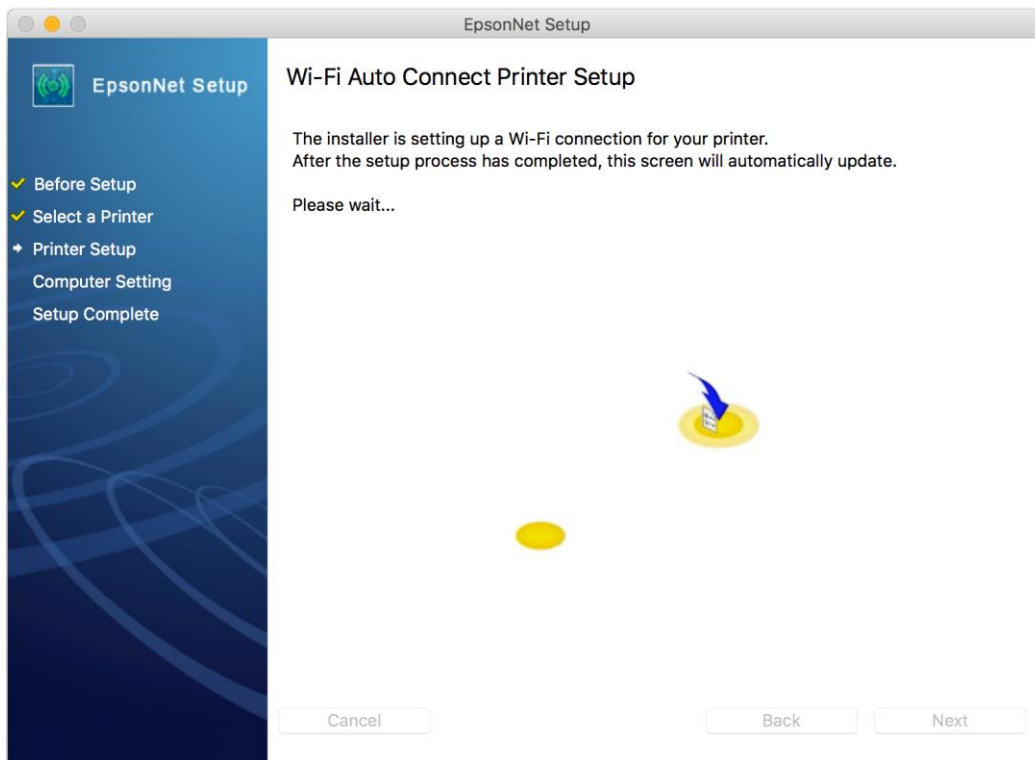 EpsonNet Setup
EpsonNet Setup
Before Setup
Select a Printer
Printer Setup
Computer Setting
Setup Complete
Wi-Fi Auto Connect Printer Setup
The installer is setting up a Wi-Fi connection for your printer.
After the setup process has completed, this screen will automatically update.
Please wait...
Cancel
Back
Next